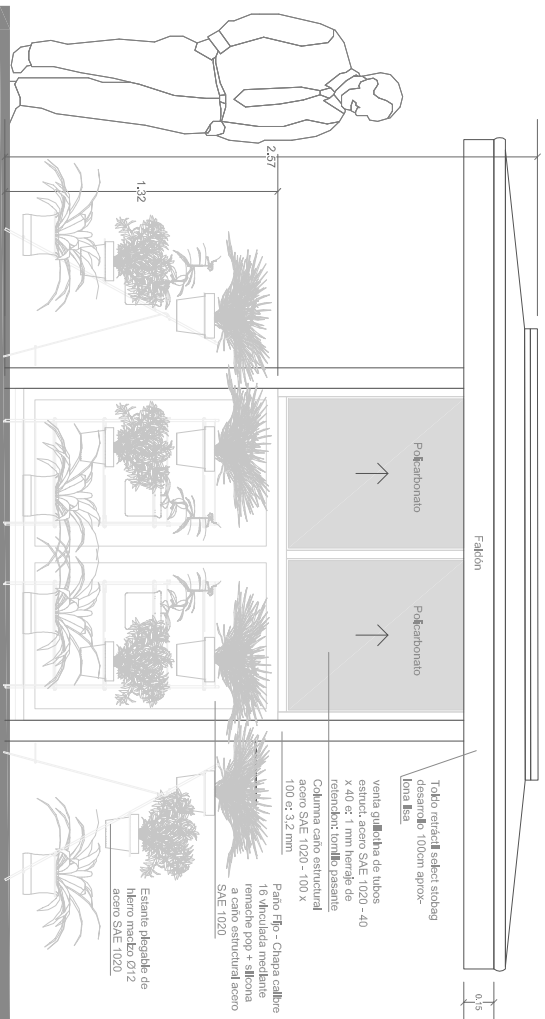 2.57
1.32
Policarbonato
Policarbonato
Faldón
0.15
Toldo retráctil select stobag
desarrollo 100cm aprox-
lona lisa
venta guillotina de tubos
estruct. acero SAE 1020 - 40
x 40 e: 1 mm herraje de
retencion: tornillo pasante
Columna caño estructural
acero SAE 1020 - 100 x
100 e: 3,2 mm
Paño Fijo - Chapa calibre
16 vinculada mediante
remache pop + silicona
a caño estructural acero
SAE 1020
Estante plegable de
hierro macizo Ø12
acero SAE 1020